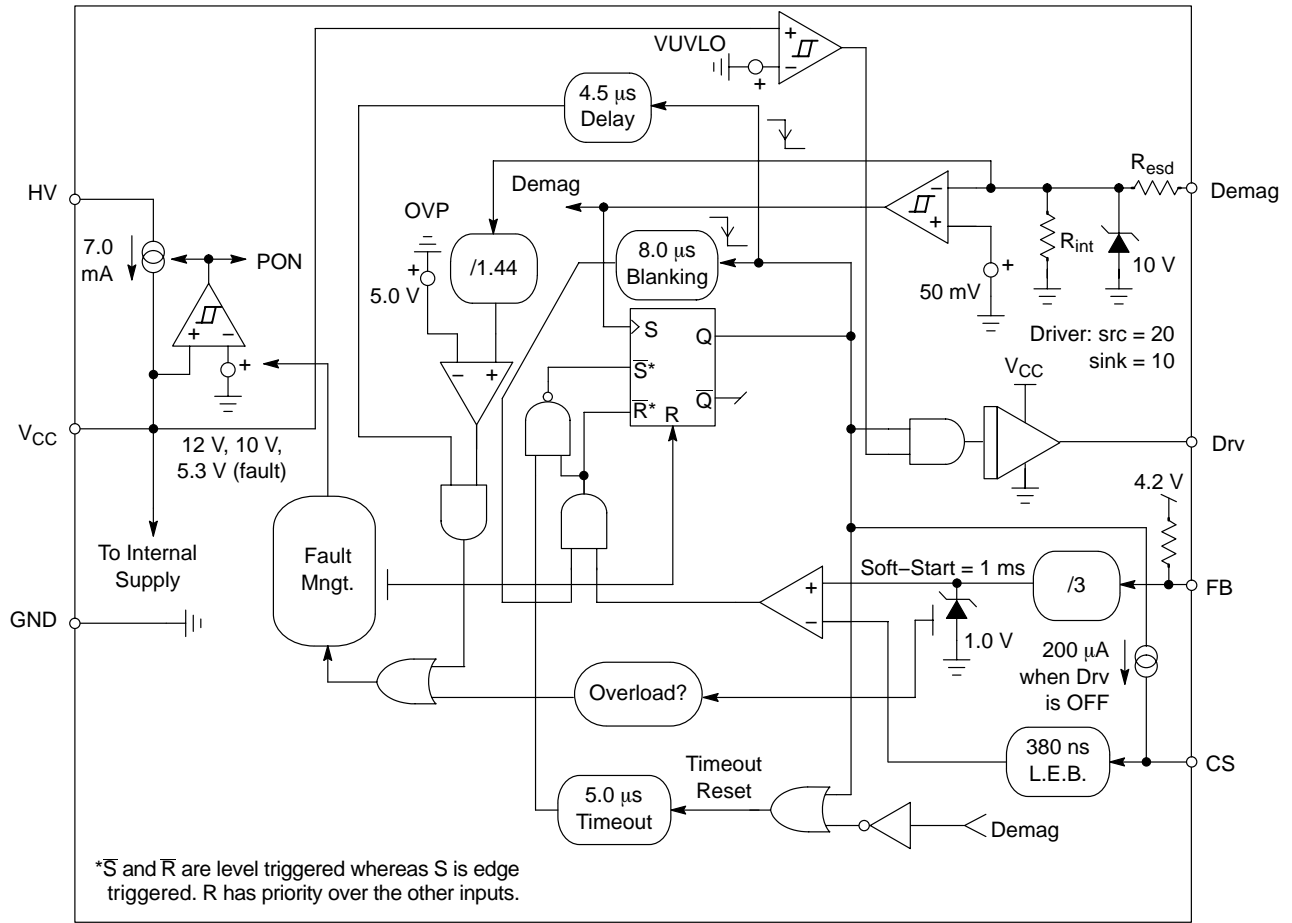 VUVLO
+
−
+
4.5 μs
Delay
Resd
HV
Demag
Demag
OVP
−
+
7.0
mA
PON
+
5.0 V
/1.44
8.0 μs
Blanking
Rint
10 V
50 mV
+
+
−
+
S
Q
S*
R*
R
Q
−
+
Driver: src = 20
sink = 10
VCC
VCC
12 V, 10 V,
5.3 V (fault)
Drv
4.2 V
To Internal
Supply
Fault
Mngt.
Soft−Start = 1 ms
+
−
/3
FB
GND
1.0 V
200 μA
when Drv
is OFF
Overload?
380 ns
L.E.B.
CS
Timeout
Reset
5.0 μs
Timeout
Demag
*S̅ and R̅ are level triggered whereas S is edge
triggered. R has priority over the other inputs.